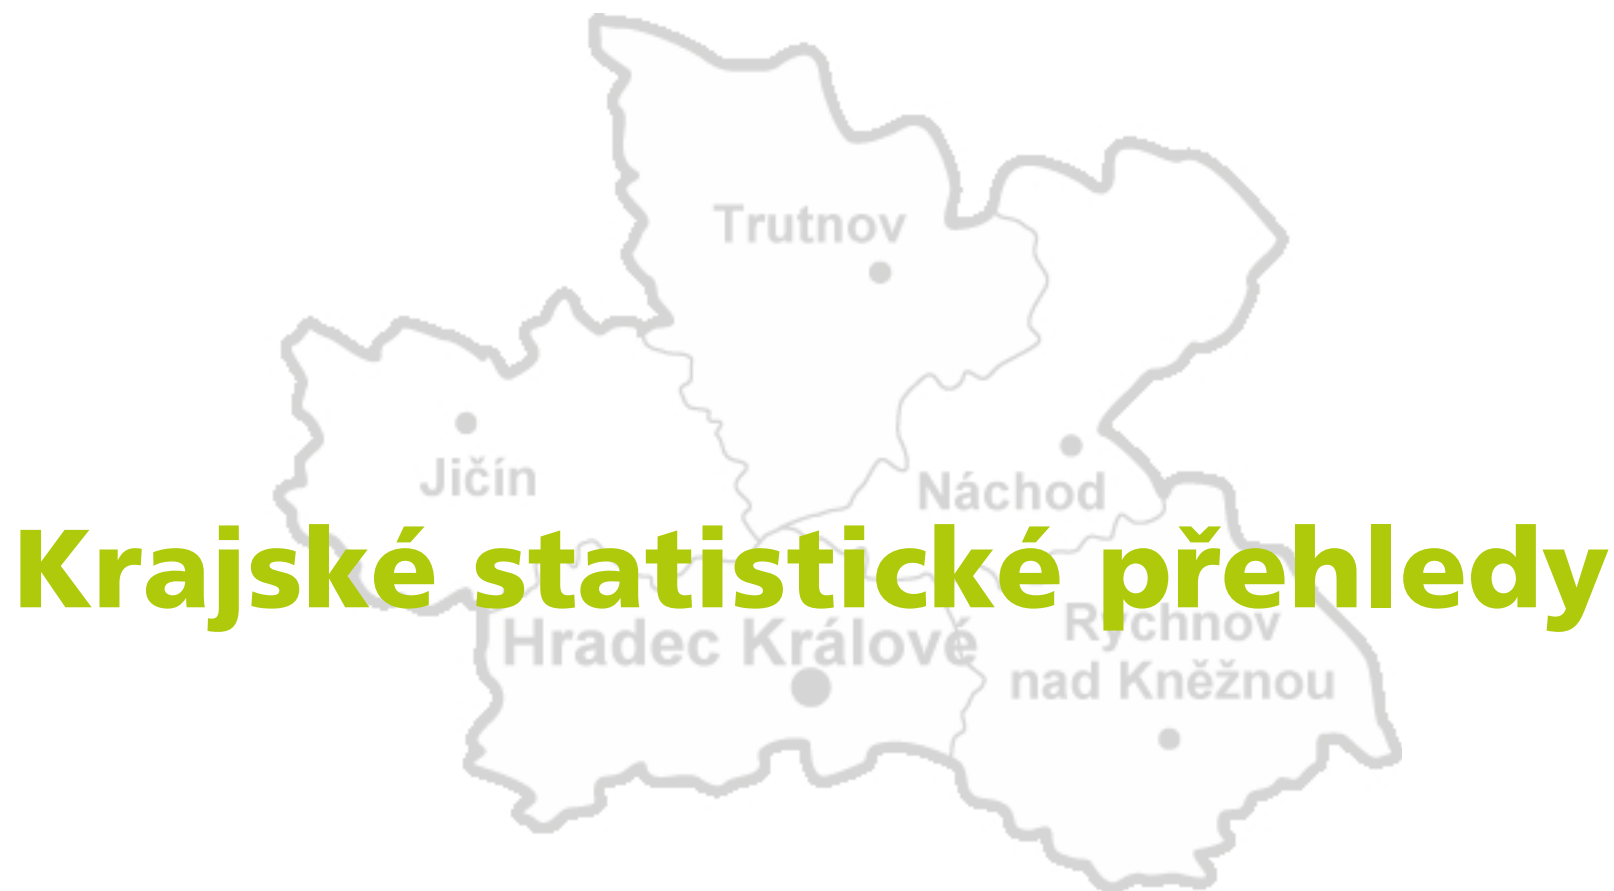 Trutnov
Jičín
Náchod
Krajské statistické přehledy
Hradec Králové
Rychnov
nad Kněžnou